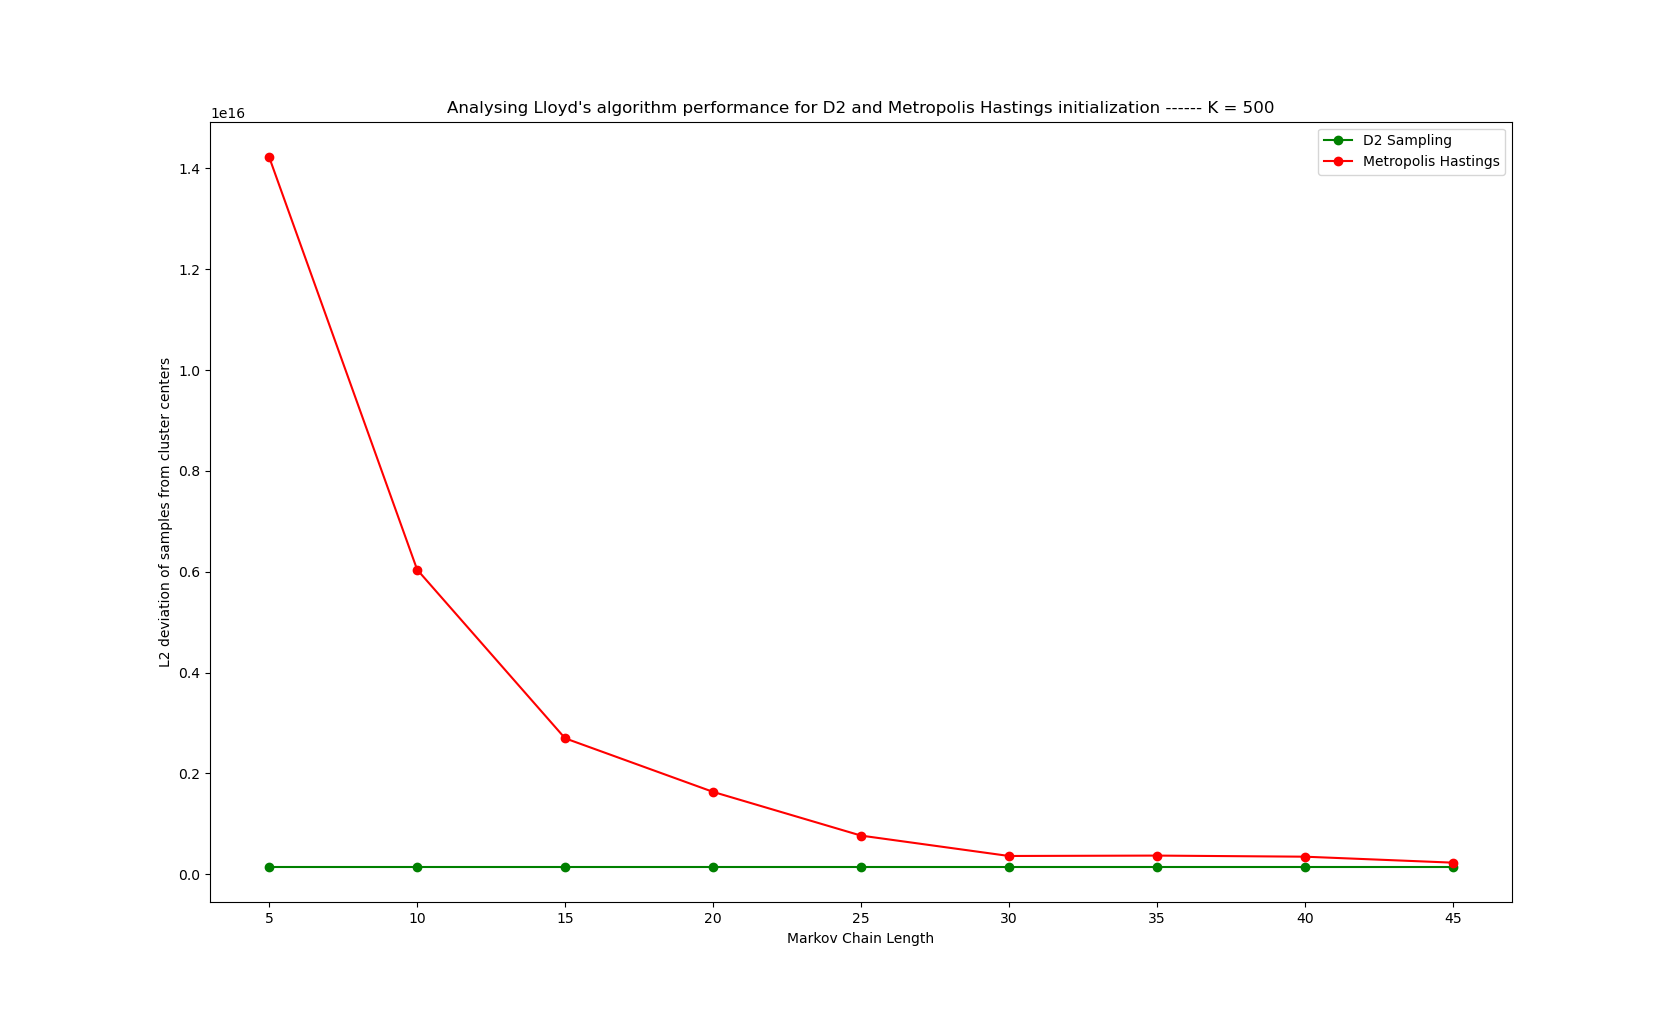 Analysing Lloyd's algorithm performance for D2 and Metropolis Hastings initialization ------ K = 500
1e16
D2 Sampling
Metropolis Hastings
1.4
1.2
1.0
0.8
0.6
0.4
0.2
0.0
L2 deviation of samples from cluster centers
5 10 15 20 25 30 35 40 45
Markov Chain Length